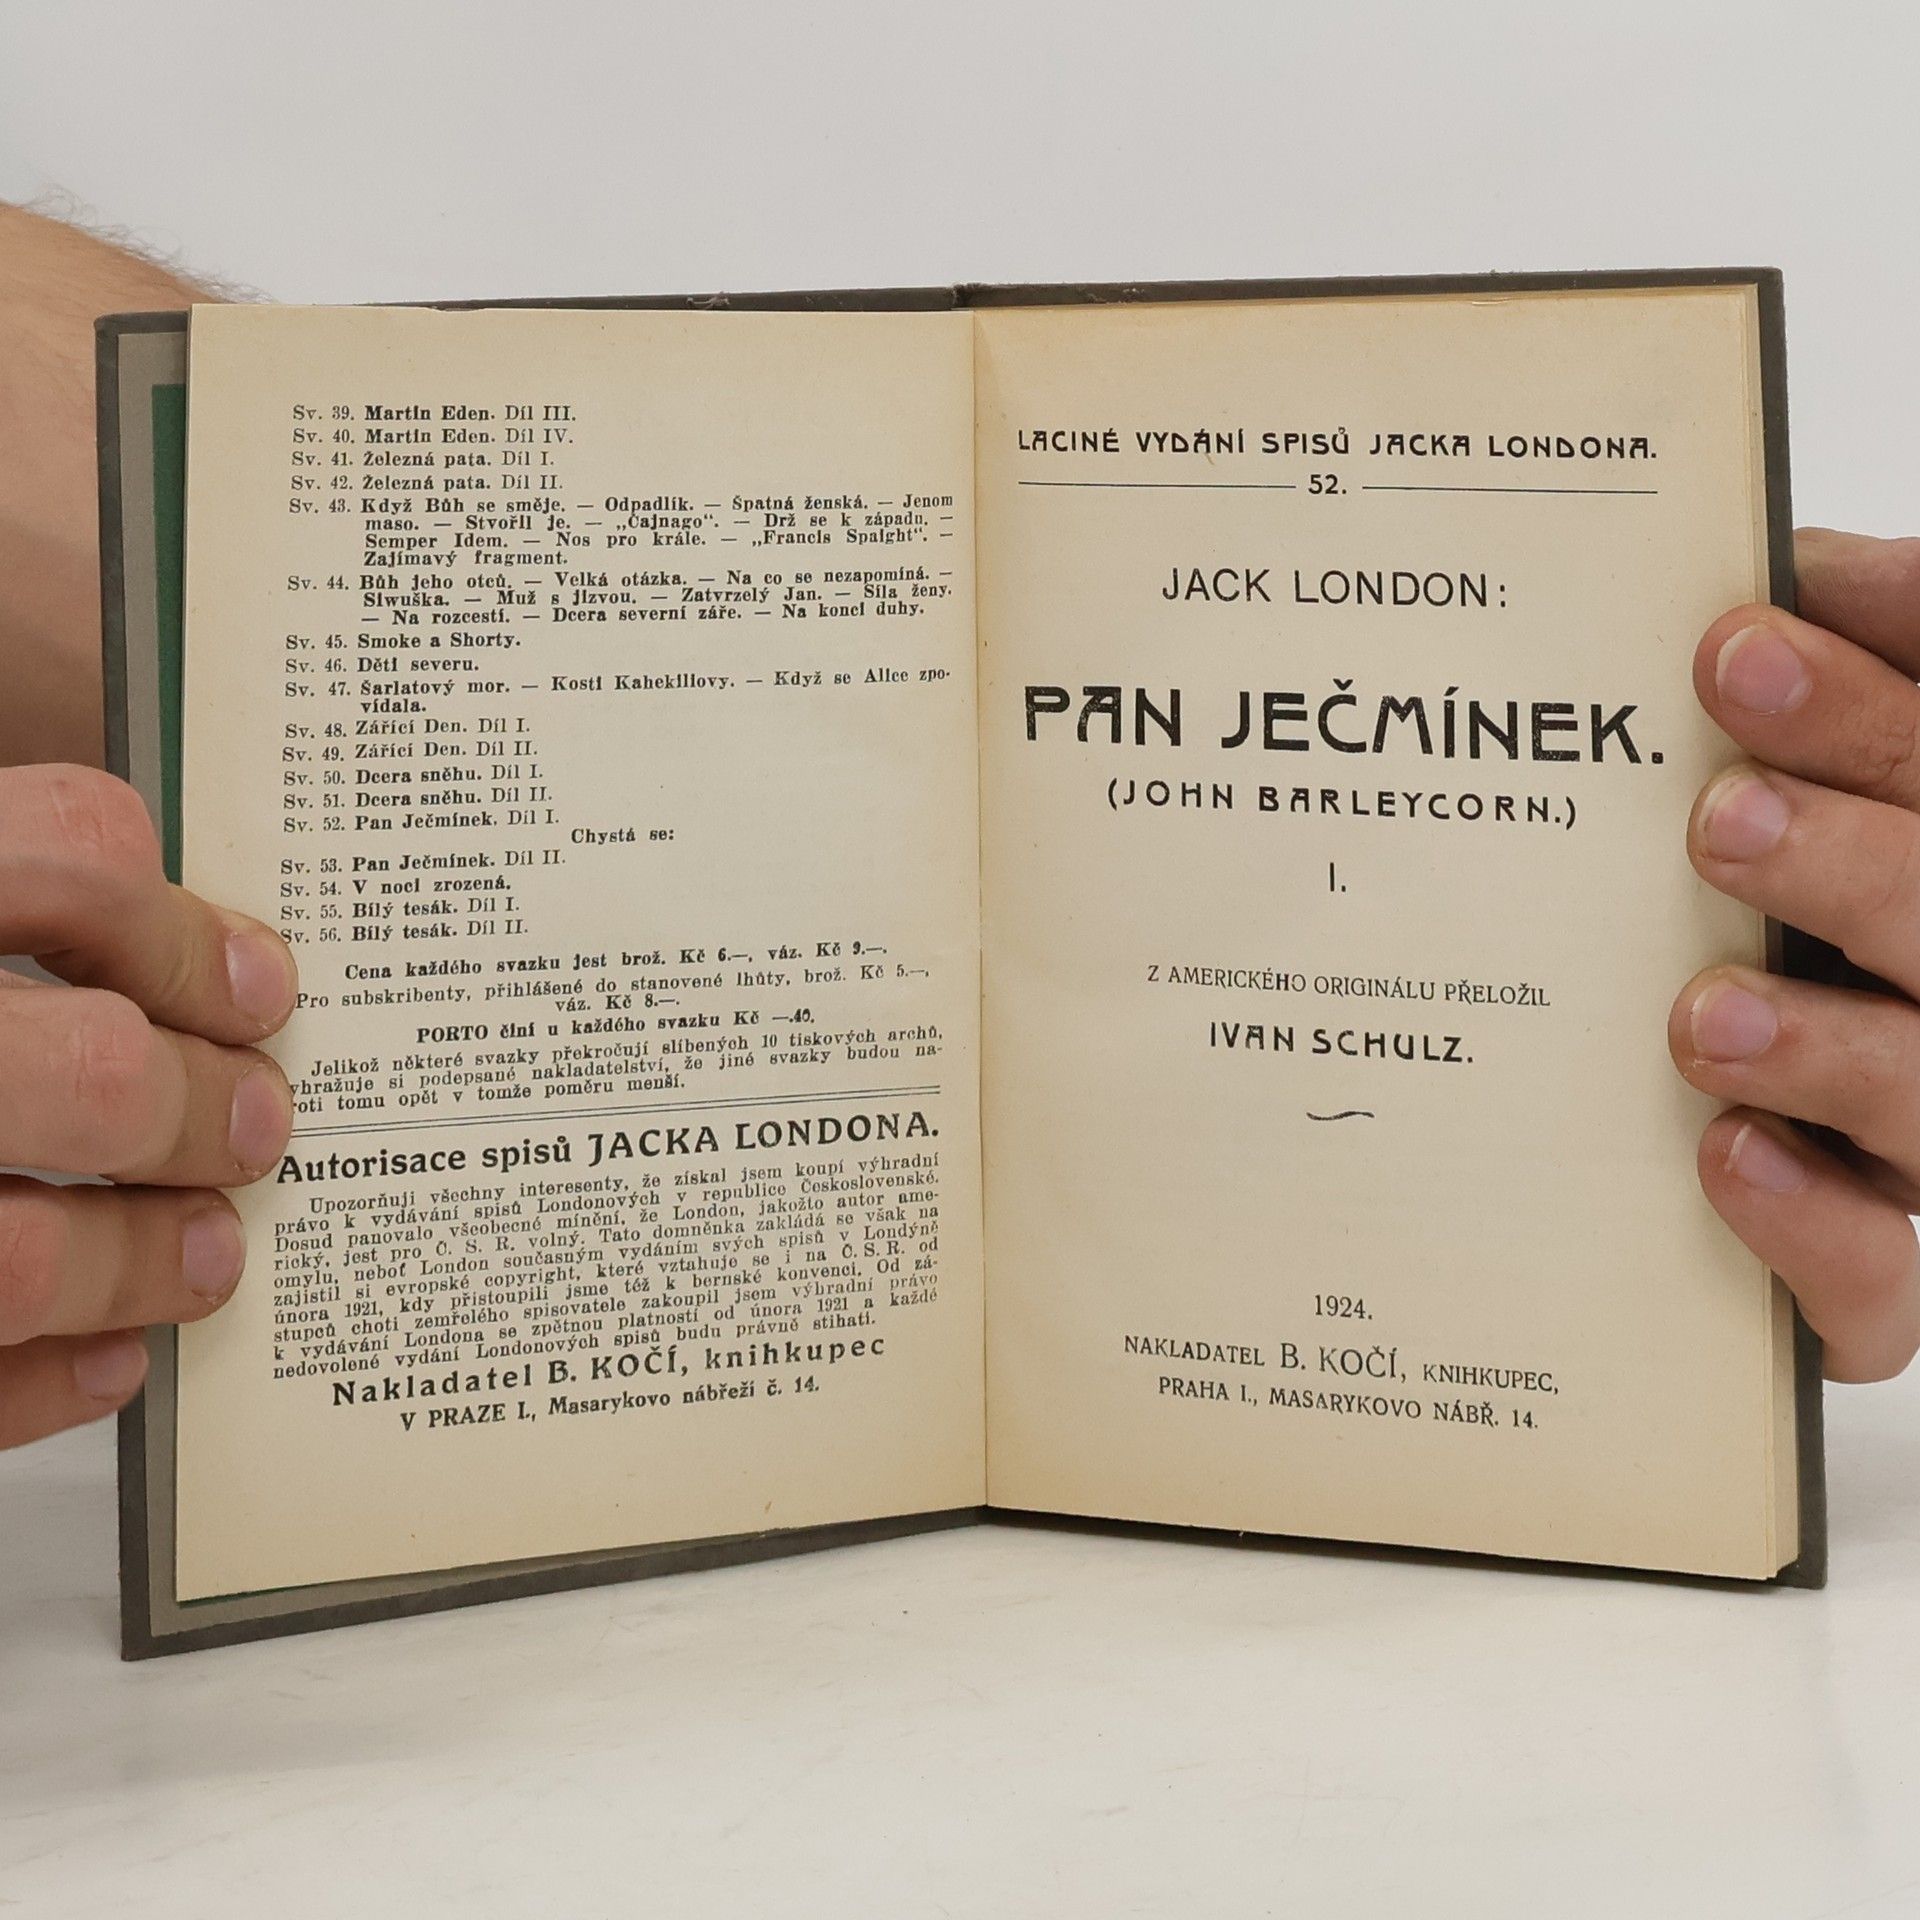 Sv. 39. Martin Eden. Díl III.
Sv. 40. Martin Eden. Díl IV.
Sv. 41. Železná pata. Díl I.
Sv. 42. Železná pata. Díl II.
Sv. 43. Když Bůh se směje. — Odpadlík. — Špatná ženská. — Jenom
maso. — Stvořil je. — „Čajnago“. — Drž se k západu. —
Semper Idem. — Nos pro krále. — „Francis Spaight“. —
Zajímavý fragment.
Sv. 44. Bůh jeho otců. — Velká otázka. — Na co se nezapomíná. —
Siwuška. — Muž s jizvou. — Zatvrzelý Jan. — Síla ženy.
— Na rozcestí. — Dcera severní záře. — Na konci duhy.
Sv. 45. Smoke a Shorty.
Sv. 46. Děti severu.
Sv. 47. Šarlatový mor. — Kosti Kahekiliovy. — Když se Alice zpo-
vídala.
Sv. 48. Zářící Den. Díl I.
Sv. 49. Zářící Den. Díl II.
Sv. 50. Dcera sněhu. Díl I.
Sv. 51. Dcera sněhu. Díl II.
Sv. 52. Pan Ječmínek. Díl I.
Chystá se:
Sv. 53. Pan Ječmínek. Díl II.
Sv. 54. V noci zrozená.
Sv. 55. Bílý tesák. Díl I.
Sv. 56. Bílý tesák. Díl II.
Cena každého svazku jest brož. Kč 6.—, váz. Kč 9.—.
Pro subskribenty, přihlášené do stanovené lhůty, brož. Kč 5.—,
váz. Kč 8.—.
PORTO činí u každého svazku Kč —.40.
Jelikož některé svazky překročují slíbených 10 tiskových archů,
vyhražuje si podepsané nakladatelství, že jiné svazky budou na-
proti tomu opět v tomže poměru menší.
Autorisace spisů JACKA LONDONA.
Upozorňuji všechny interesenty, že získal jsem koupí výhradní
právo k vydávání spisů Londonových v republice Československé.
Dosud panovalo všeobecné mínění, že London, jakožto autor ame-
rický, jest pro Č. S. R. volný. Tato domněnka zakládá se však na
omylu, neboť London současným vydáním svých spisů v Londýně
zajistil si evropské copyright, které vztahuje se i na Č. S. R. od
února 1921, kdy přistoupili jsme též k bernské konvenci. Od zá-
stupců choti zemřelého spisovatele zakoupil jsem výhradní právo
k vydávání Londona se zpětnou platností od února 1921 a každé
nedovolené vydání Londonových spisů budu právně stíhati.
Nakladatel B. KOČÍ, knihkupec
V PRAZE I., Masarykovo nábřeží č. 14.
LACINÉ VYDÁNÍ SPISŮ JACKA LONDONA.
52.
JACK LONDON:
PAN JEČMÍNEK.
(JOHN BARLEYCORN.)
I.
Z AMERICKÉHO ORIGINÁLU PŘELOŽIL
IVAN SCHULZ.
1924.
NAKLADATEL B. KOČÍ, KNIHKUPEC,
PRAHA I., MASARYKOVO NÁBŘ. 14.